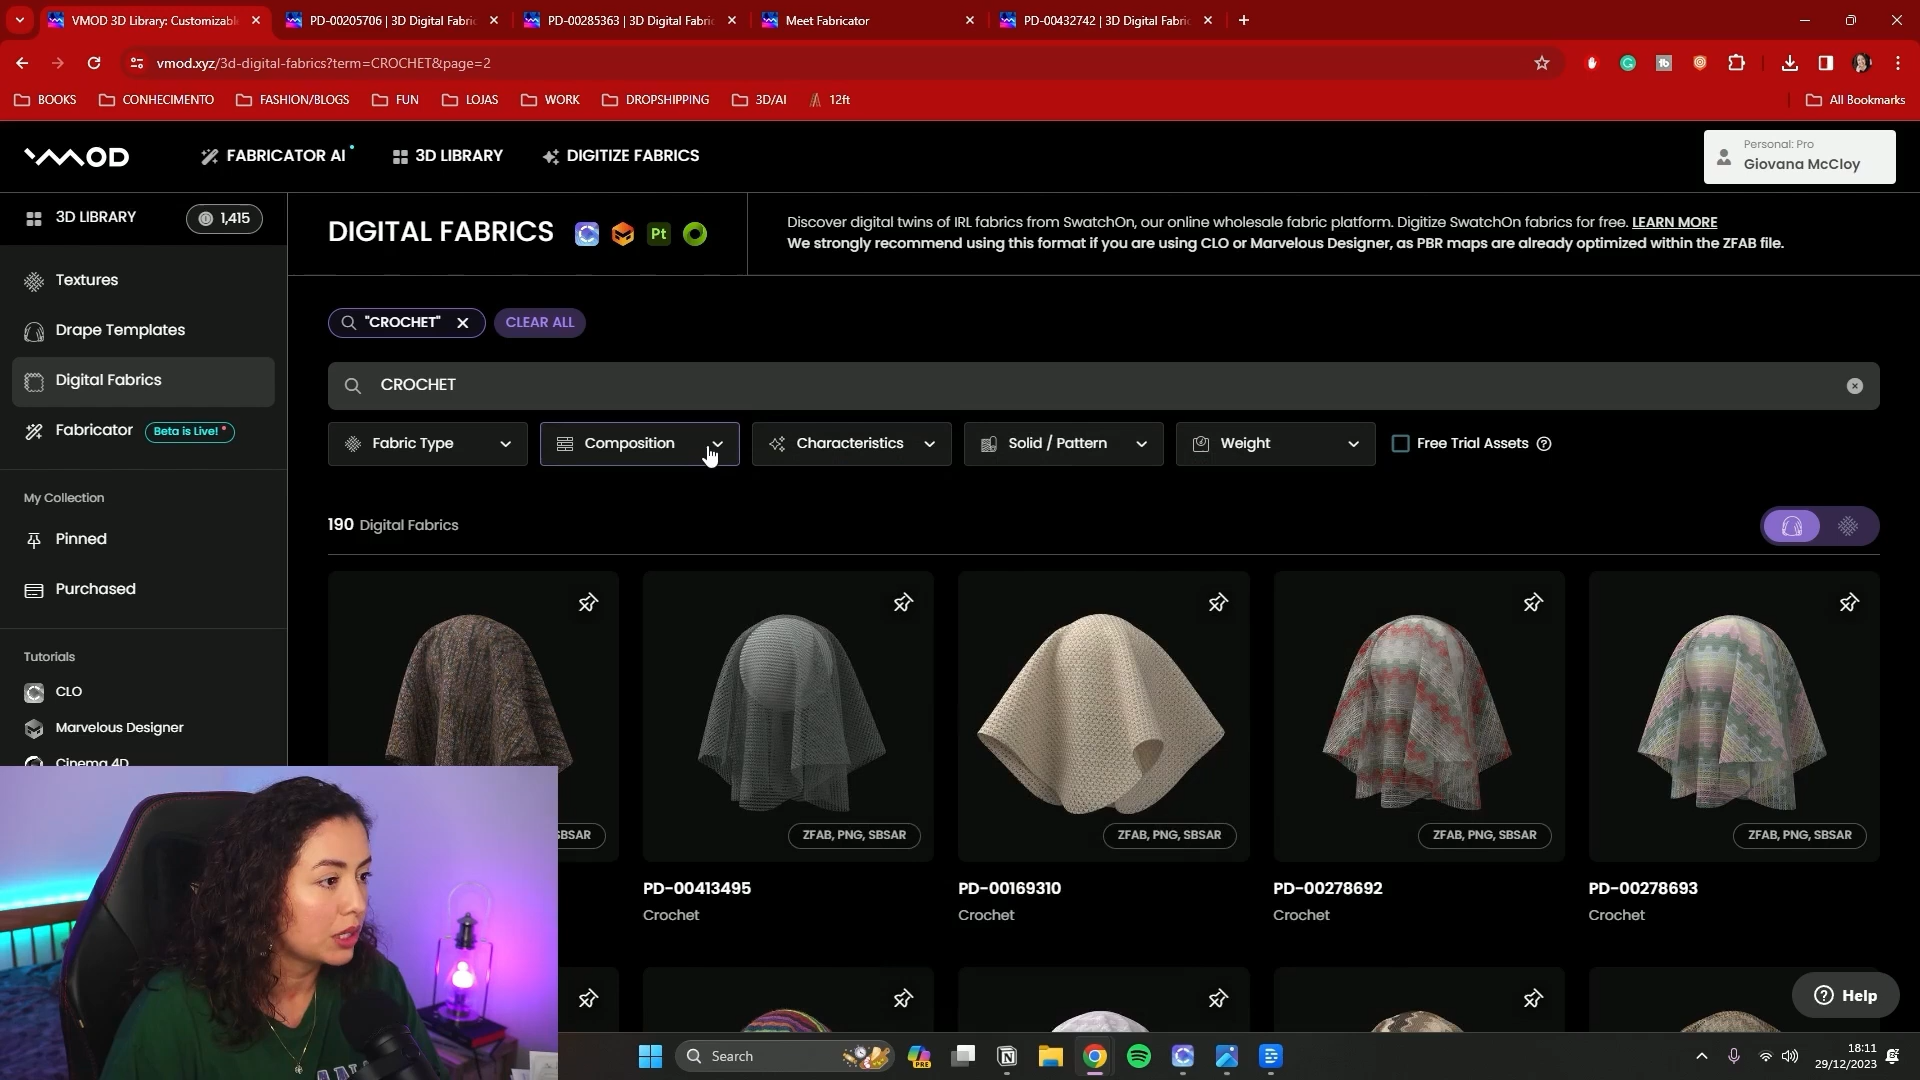 VMOD 3D Library: Customizabl
PD-00205706 | 3D Digital Fabric
PD-00285363 | 3D Digital Fabric
Meet Fabricator
PD-00432742 | 3D Digital Fabric
vmod.xyz/3d-digital-fabrics?term=CROCHET&page=2
BOOKS
CONHECIMENTO
FASHION/BLOGS
FUN
LOJAS
WORK
DROPSHIPPING
3D/AI
12ft
All Bookmarks
VMOD
FABRICATOR AI
3D LIBRARY
DIGITIZE FABRICS
Personal: Pro
Giovana McCloy
3D LIBRARY
1,415
Textures
Drape Templates
Digital Fabrics
Fabricator
Beta is Live!
My Collection
Pinned
Purchased
Tutorials
CLO
Marvelous Designer
Cinema 4D
DIGITAL FABRICS
Pt
Discover digital twins of IRL fabrics from SwatchOn, our online wholesale fabric platform. Digitize SwatchOn fabrics for free. LEARN MORE
We strongly recommend using this format if you are using CLO or Marvelous Designer, as PBR maps are already optimized within the ZFAB file.
"CROCHET"
CLEAR ALL
CROCHET
Fabric Type
Composition
Characteristics
Solid / Pattern
Weight
Free Trial Assets
190 Digital Fabrics
SBSAR
ZFAB, PNG, SBSAR
ZFAB, PNG, SBSAR
ZFAB, PNG, SBSAR
ZFAB, PNG, SBSAR
PD-00413495
Crochet
PD-00169310
Crochet
PD-00278692
Crochet
PD-00278693
Crochet
Help
Search
PRE
18:11
29/12/2023